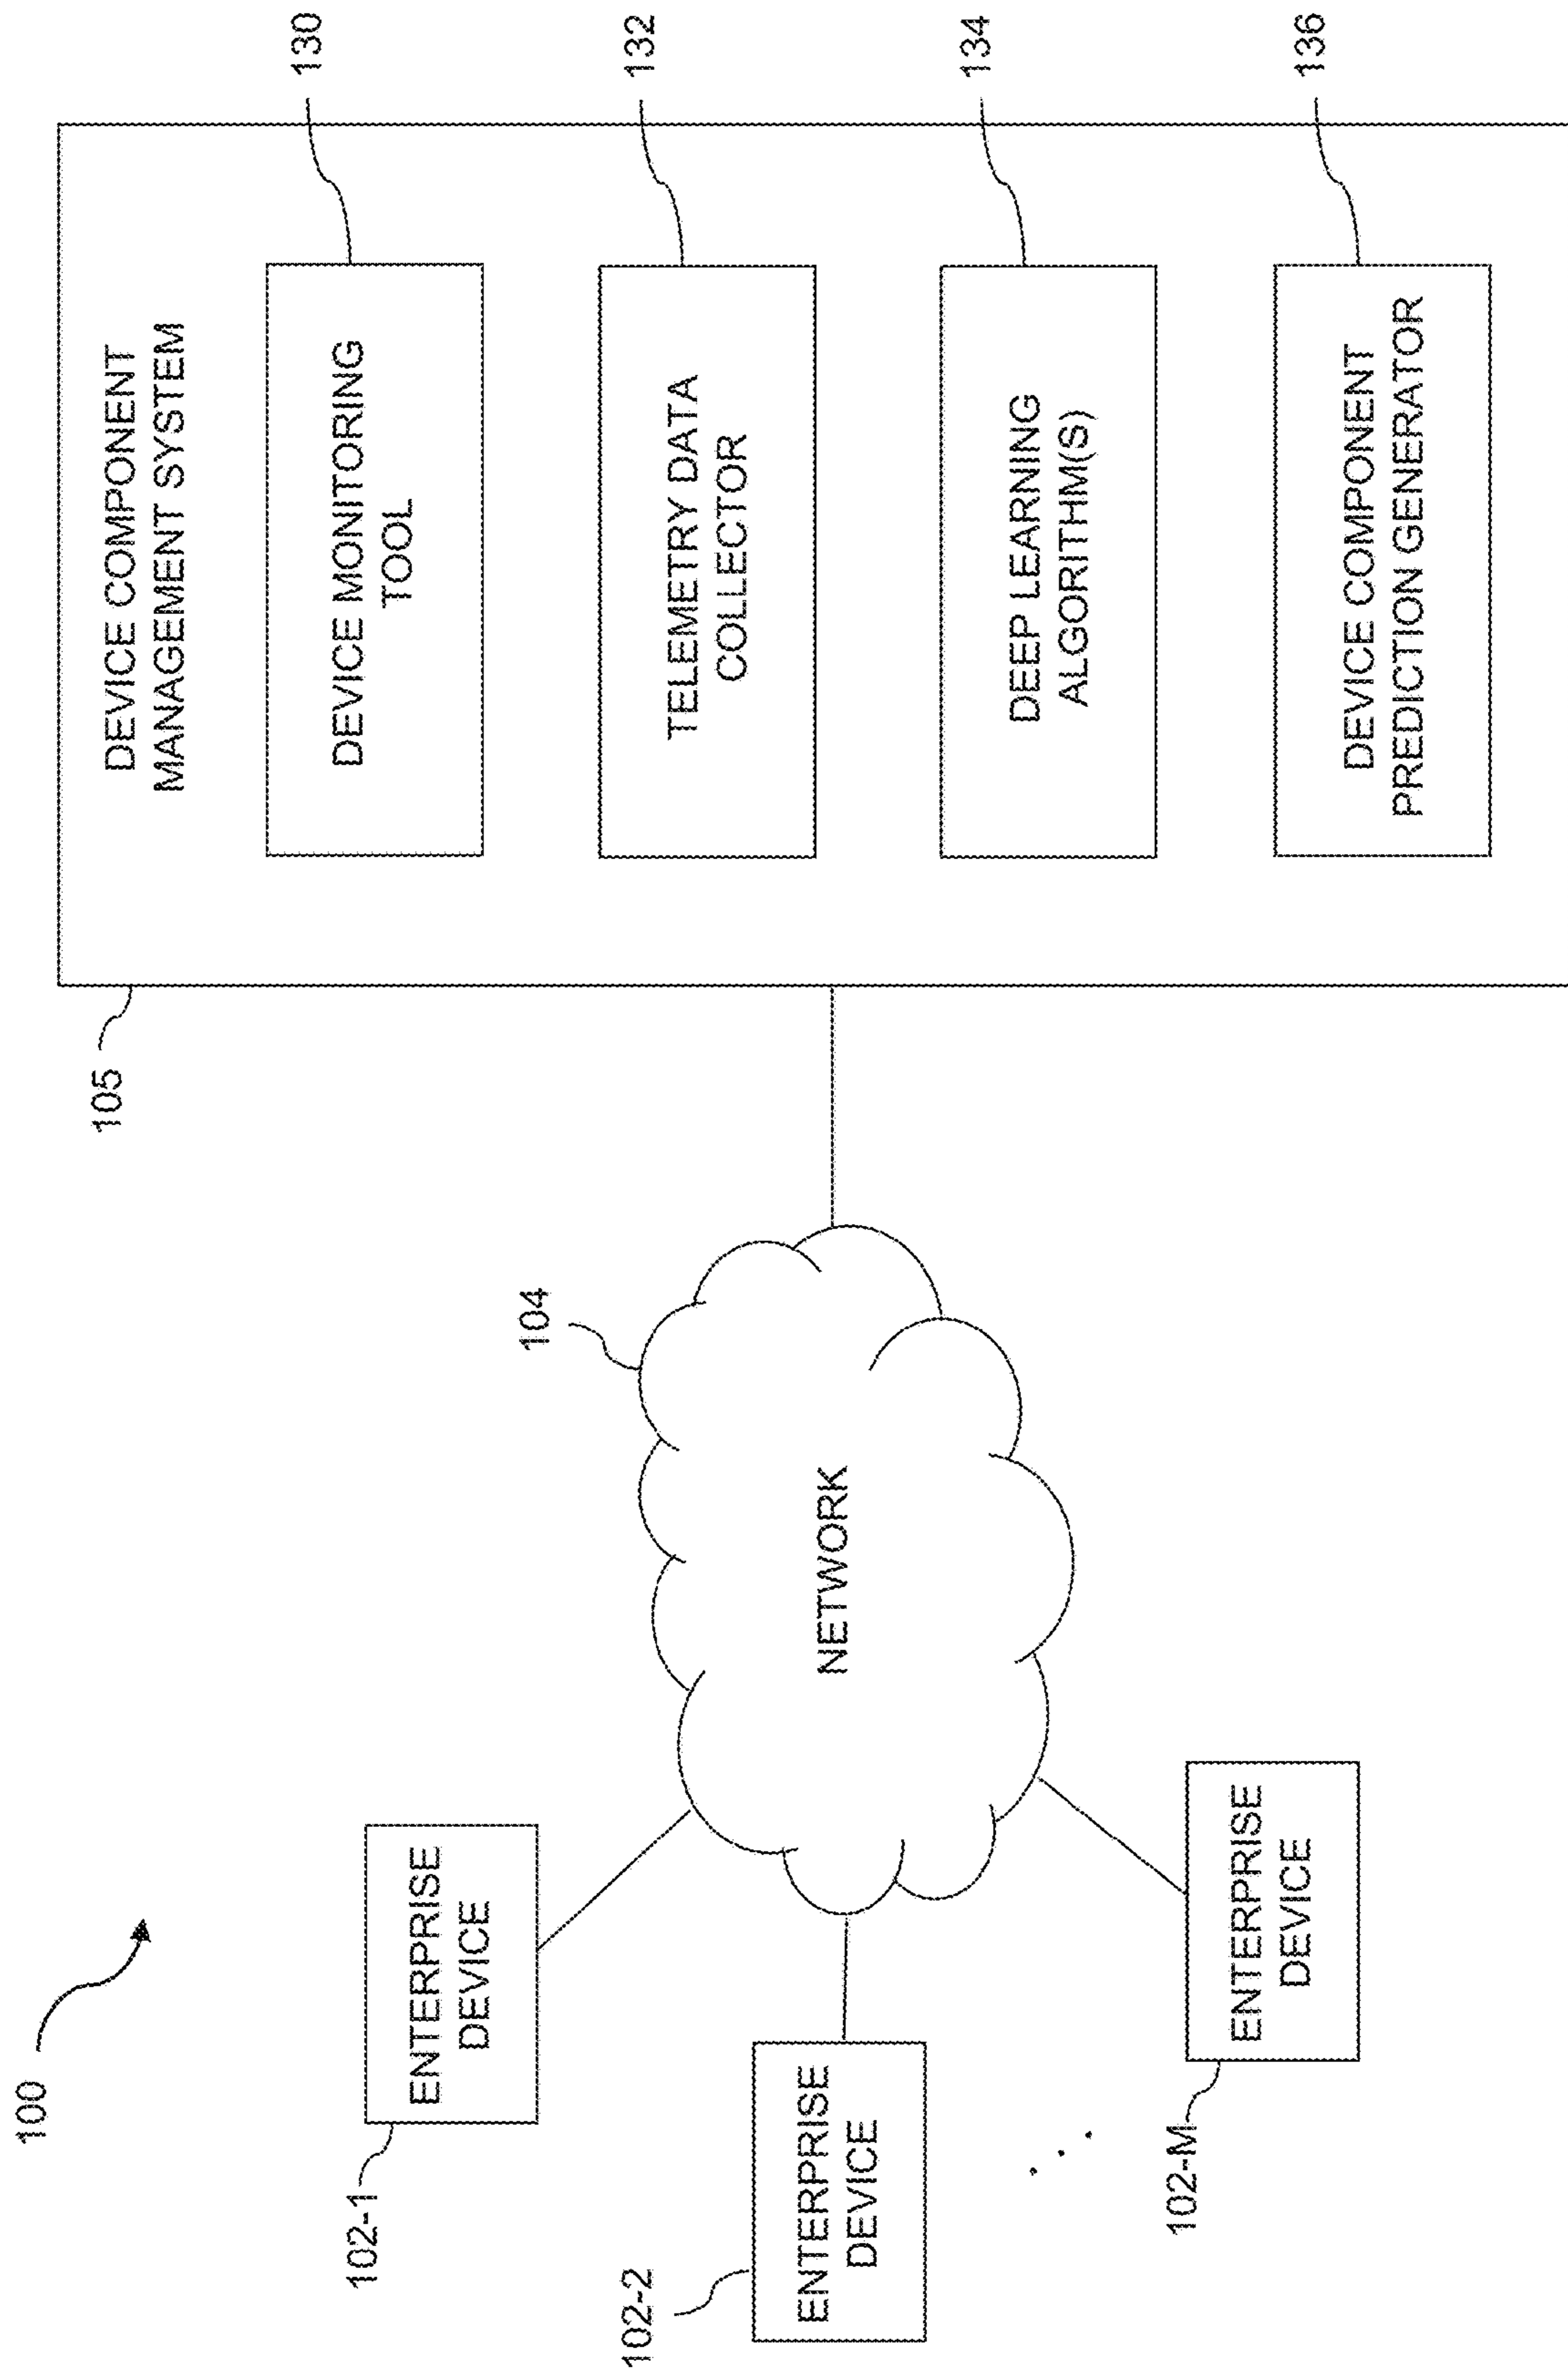 100
102-1
ENTERPRISE
DEVICE
102-2
ENTERPRISE
DEVICE
102-M
ENTERPRISE
DEVICE
104
NETWORK
105
DEVICE COMPONENT
MANAGEMENT SYSTEM
DEVICE MONITORING
TOOL
130
TELEMETRY DATA
COLLECTOR
132
DEEP LEARNING
ALGORITHM(S)
134
DEVICE COMPONENT
PREDICTION GENERATOR
136